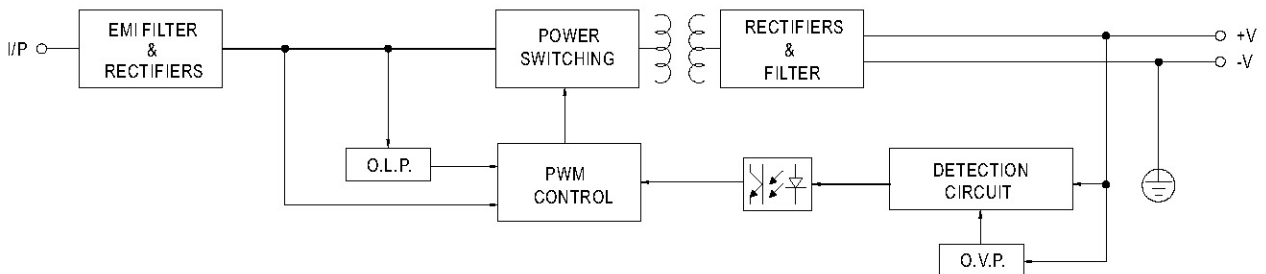 I/P
EMI FILTER
&
RECTIFIERS
POWER
SWITCHING
RECTIFIERS
&
FILTER
+V
-V
O.L.P.
PWM
CONTROL
DETECTION
CIRCUIT
O.V.P.